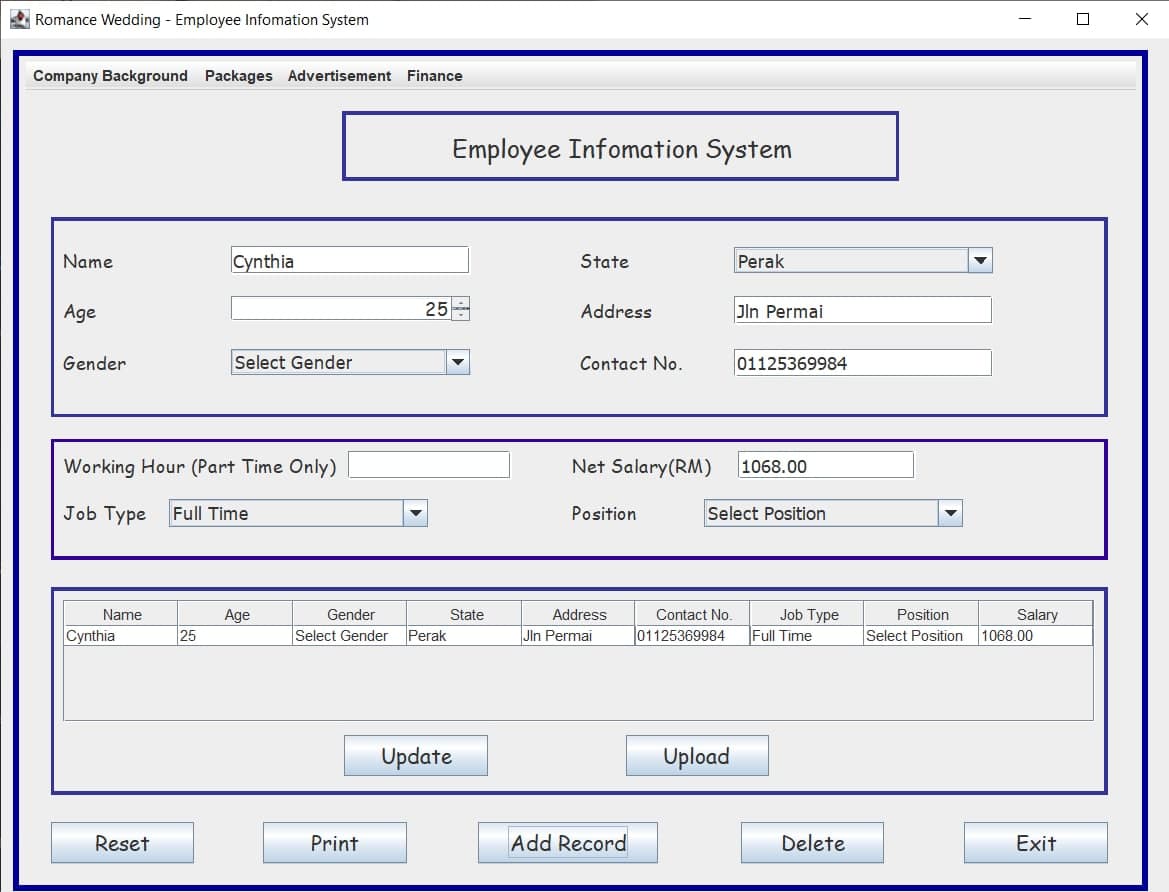 Romance Wedding - Employee Infomation System
Company Background Packages Advertisement Finance
Employee Infomation System
Name Cynthia State Perak
Age 25 Address Jln Permai
Gender Select Gender Contact No. 01125369984
Working Hour (Part Time Only) Net Salary(RM) 1068.00
Job Type Full Time Position Select Position
Name Age Gender State Address Contact No. Job Type Position Salary
Cynthia 25 Select Gender Perak Jln Permai 01125369984 Full Time Select Position 1068.00
Update Upload
Reset Print Add Record Delete Exit